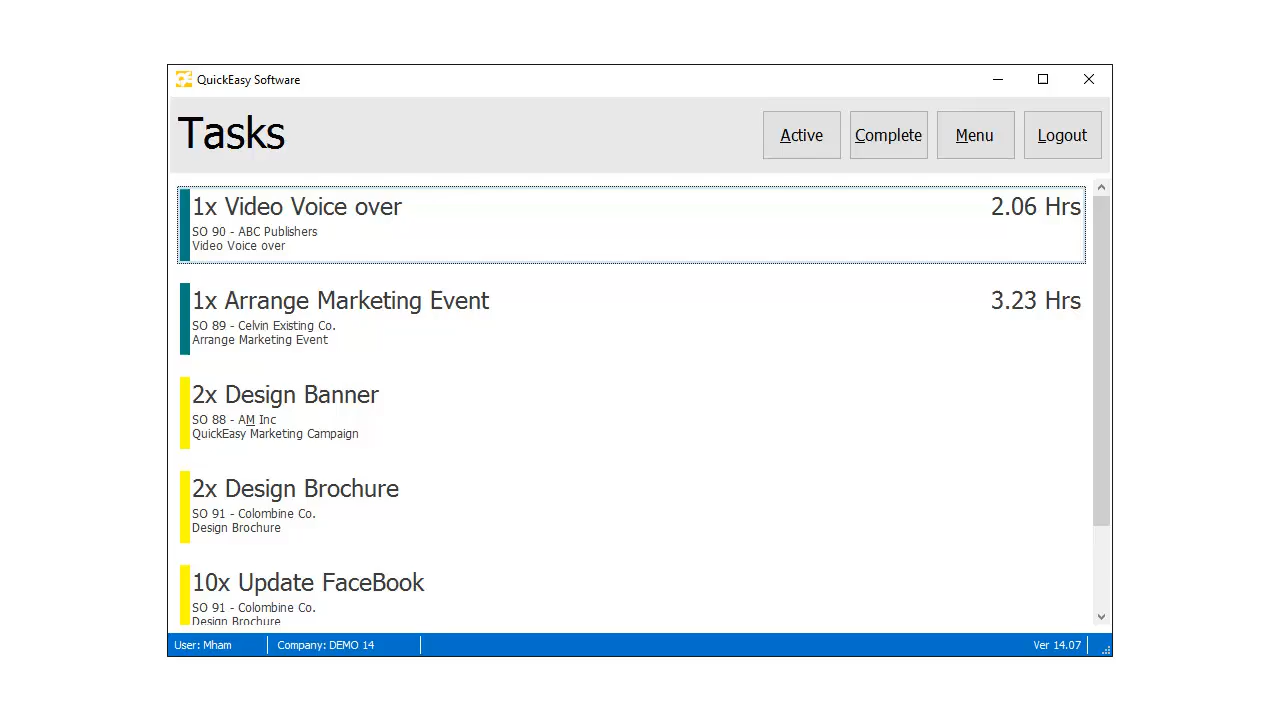 QuickEasy Software
Tasks
Active
Complete
Menu
Logout
1x Video Voice over
2.06 Hrs
SO 90 - ABC Publishers
Video Voice over
1x Arrange Marketing Event
3.23 Hrs
SO 89 - Celvin Existing Co.
Arrange Marketing Event
2x Design Banner
SO 88 - AM Inc
QuickEasy Marketing Campaign
2x Design Brochure
SO 91 - Colombine Co.
Design Brochure
10x Update FaceBook
SO 91 - Colombine Co.
Design Brochure
User: Mham
Company: DEMO 14
Ver 14.07